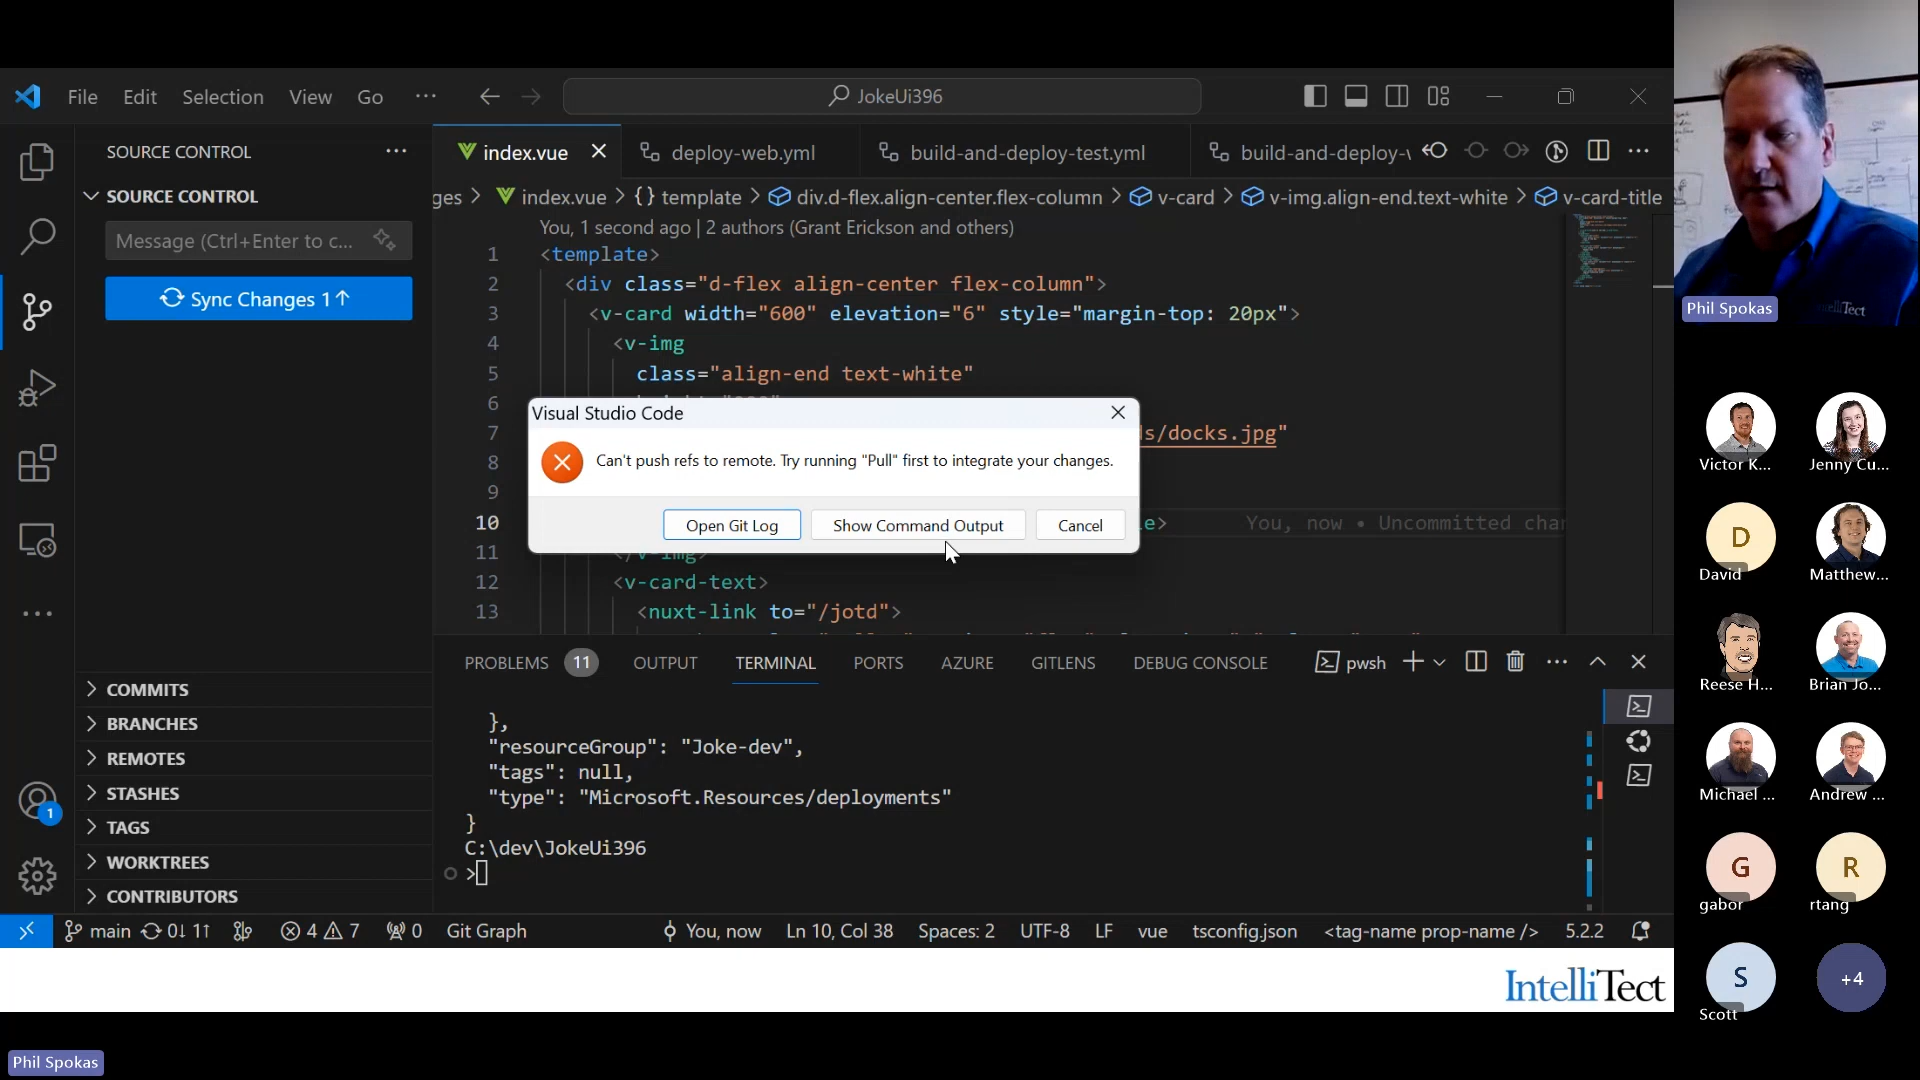 File Edit Selection View Go ...
JokeUi396
SOURCE CONTROL
SOURCE CONTROL
Message (Ctrl+Enter to c...
Sync Changes 1↑
COMMITS
BRANCHES
REMOTES
STASHES
TAGS
WORKTREES
CONTRIBUTORS
1
index.vue deploy-web.yml build-and-deploy-test.yml build-and-deploy-
ges > index.vue > {} template > div.d-flex.align-center.flex-column > v-card > v-img.align-end.text-white > v-card-title
You, 1 second ago | 2 authors (Grant Erickson and others)
1 <template>
2 <div class="d-flex align-center flex-column">
3 <v-card width="600" elevation="6" style="margin-top: 20px">
4 <v-img
5 class="align-end text-white"
6
7 ds/docks.jpg"
8
9
10 le> You, now • Uncommitted chan
11 </v-img>
12 <v-card-text>
13 <nuxt-link to="/jotd">
Visual Studio Code
Can't push refs to remote. Try running "Pull" first to integrate your changes.
Open Git Log Show Command Output Cancel
PROBLEMS 11 OUTPUT TERMINAL PORTS AZURE GITLENS DEBUG CONSOLE pwsh
},
"resourceGroup": "Joke-dev",
"tags": null,
"type": "Microsoft.Resources/deployments"
}
C:\dev\JokeUi396
>
main 0↓ 1↑ 4 7 0 Git Graph You, now Ln 10, Col 38 Spaces: 2 UTF-8 LF vue tsconfig.json <tag-name prop-name /> 5.2.2
IntelliTect
Phil Spokas
IntelliTect
Phil Spokas
Victor K... Jenny Cu...
D
David Matthew...
Reese H... Brian Jo...
Michael ... Andrew ...
G R
gabor rtang
S +4
Scott